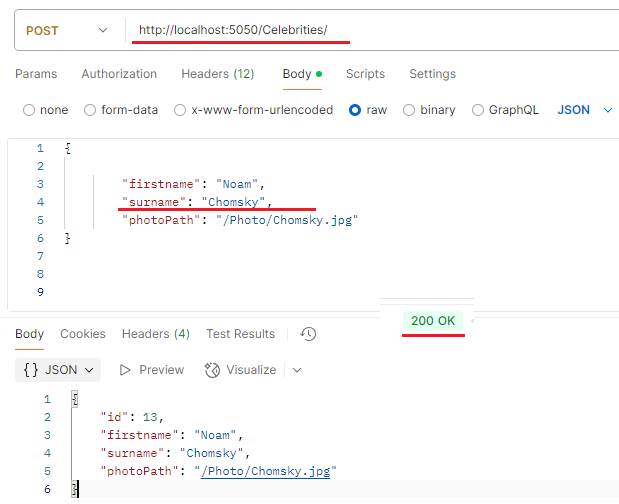 POST http://localhost:5050/Celebrities/
Params Authorization Headers (12) Body Scripts Settings
none form-data x-www-form-urlencoded raw binary GraphQL JSON
1 {
2
3 "firstname": "Noam",
4 "surname": "Chomsky",
5 "photoPath": "/Photo/Chomsky.jpg"
6 }
7
8
9
200 OK
Body Cookies Headers (4) Test Results
{} JSON Preview Visualize
1 {
2 "id": 13,
3 "firstname": "Noam",
4 "surname": "Chomsky",
5 "photoPath": "/Photo/Chomsky.jpg"
6 }